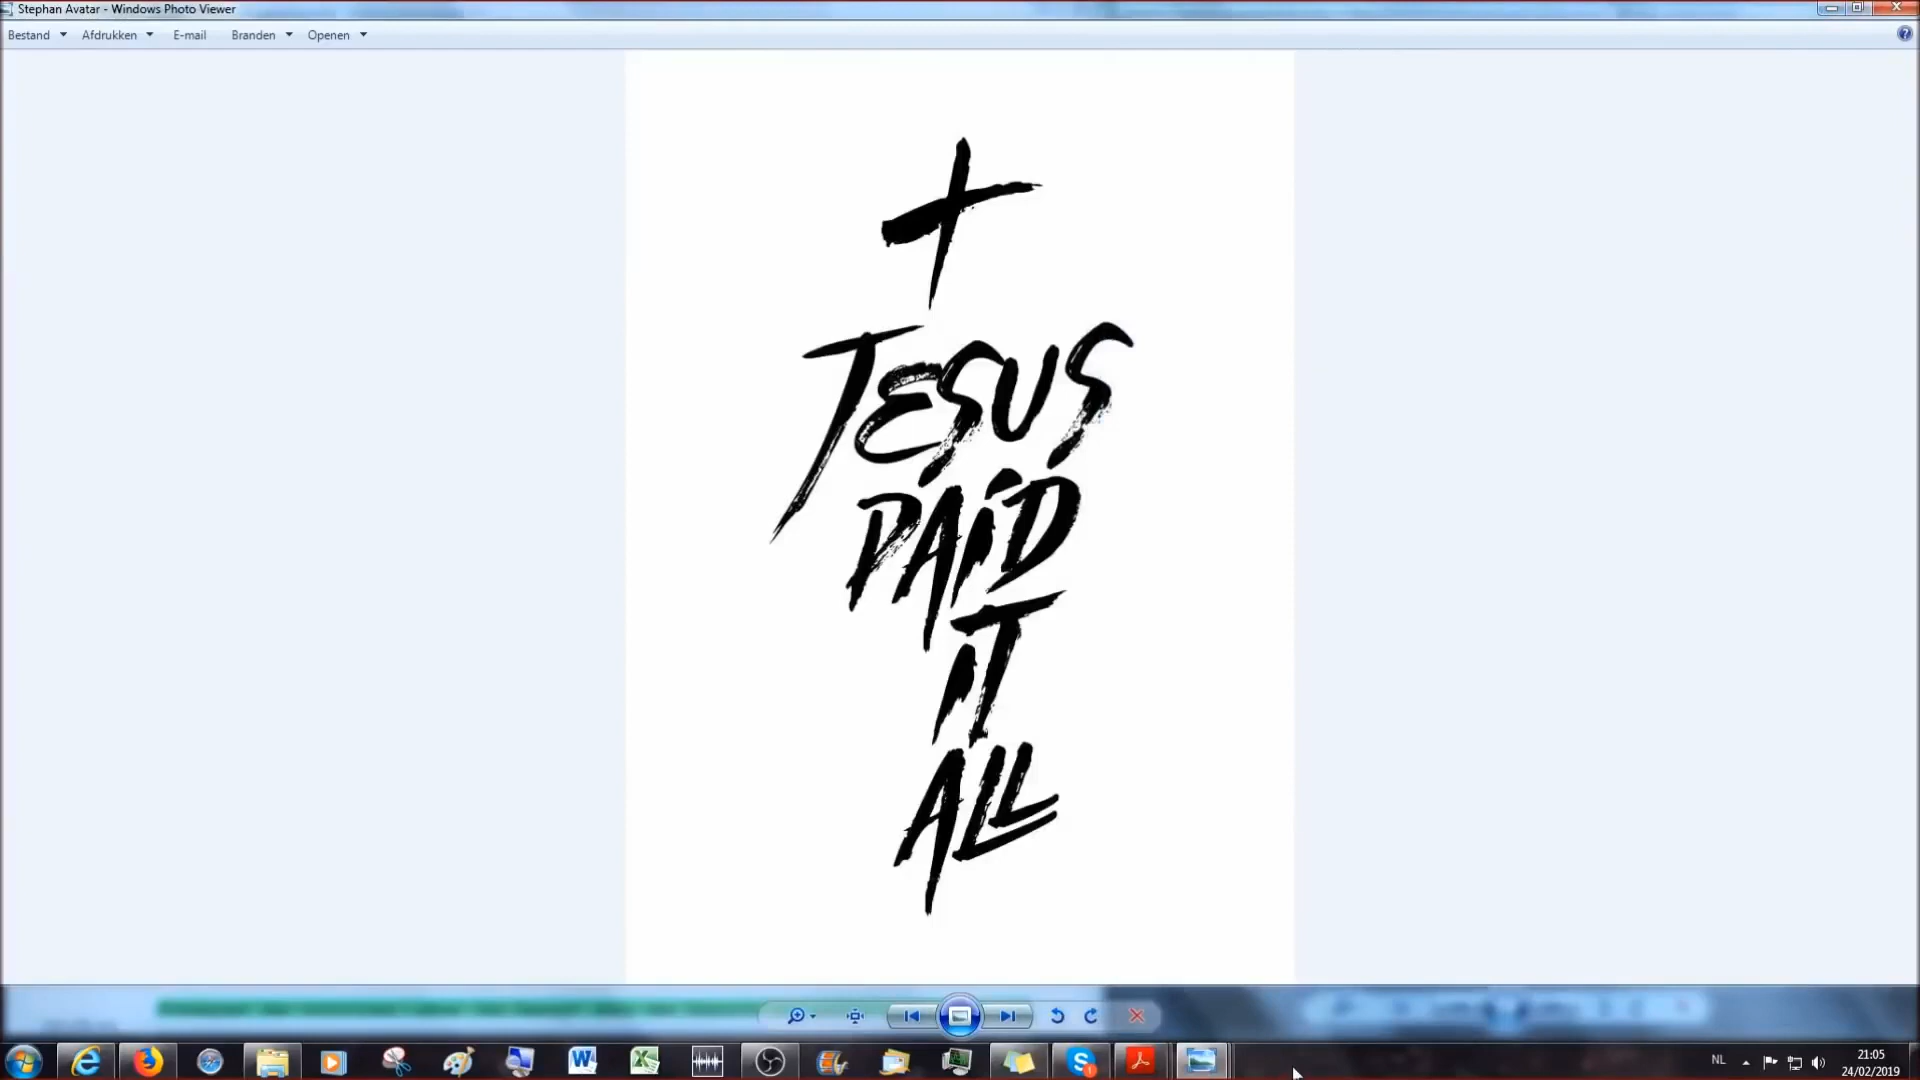 Stephan Avatar - Windows Photo Viewer
Bestand Afdrukken E-mail Branden Openen
JESUS
PAID
IT
ALL
NL
21:05
24/02/2019